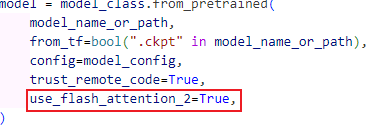 model = model_class.from_pretrained(
model_name_or_path,
from_tf=bool(".ckpt" in model_name_or_path),
config=model_config,
trust_remote_code=True,
use_flash_attention_2=True,
)